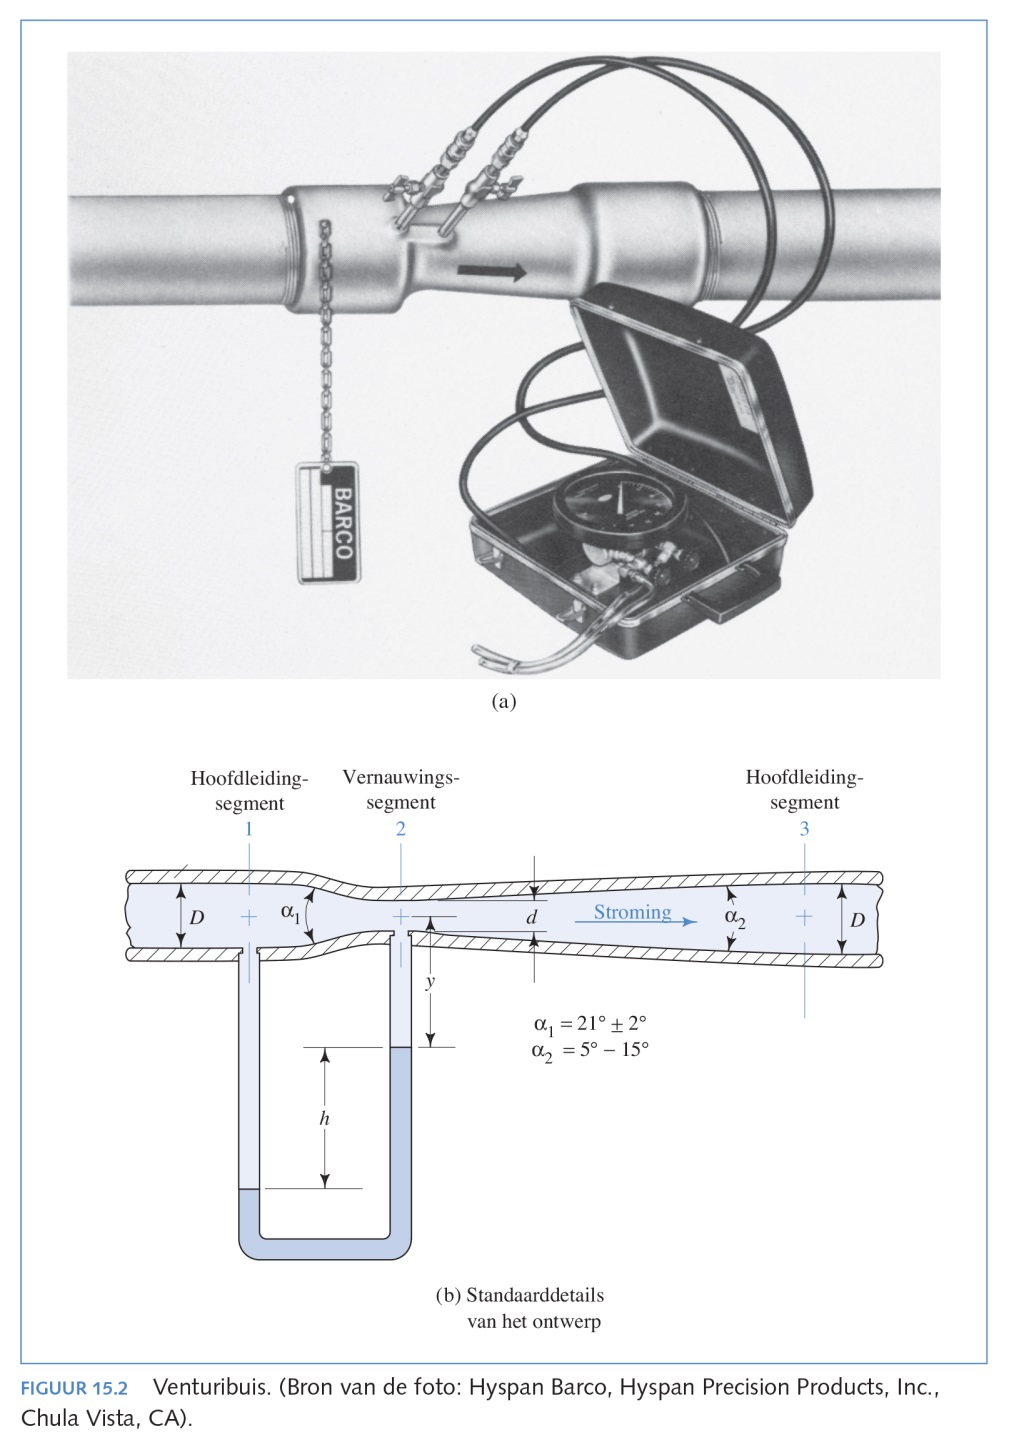 BARCO
(a)
Hoofdleiding-
segment
1
Vernauwings-
segment
2
Hoofdleiding-
segment
3
D
α1
d
Stroming
α2
D
y
α1 = 21° ± 2°
α2 = 5° – 15°
h
(b) Standaarddetails
van het ontwerp
FIGUUR 15.2 Venturibuis. (Bron van de foto: Hyspan Barco, Hyspan Precision Products, Inc.,
Chula Vista, CA).